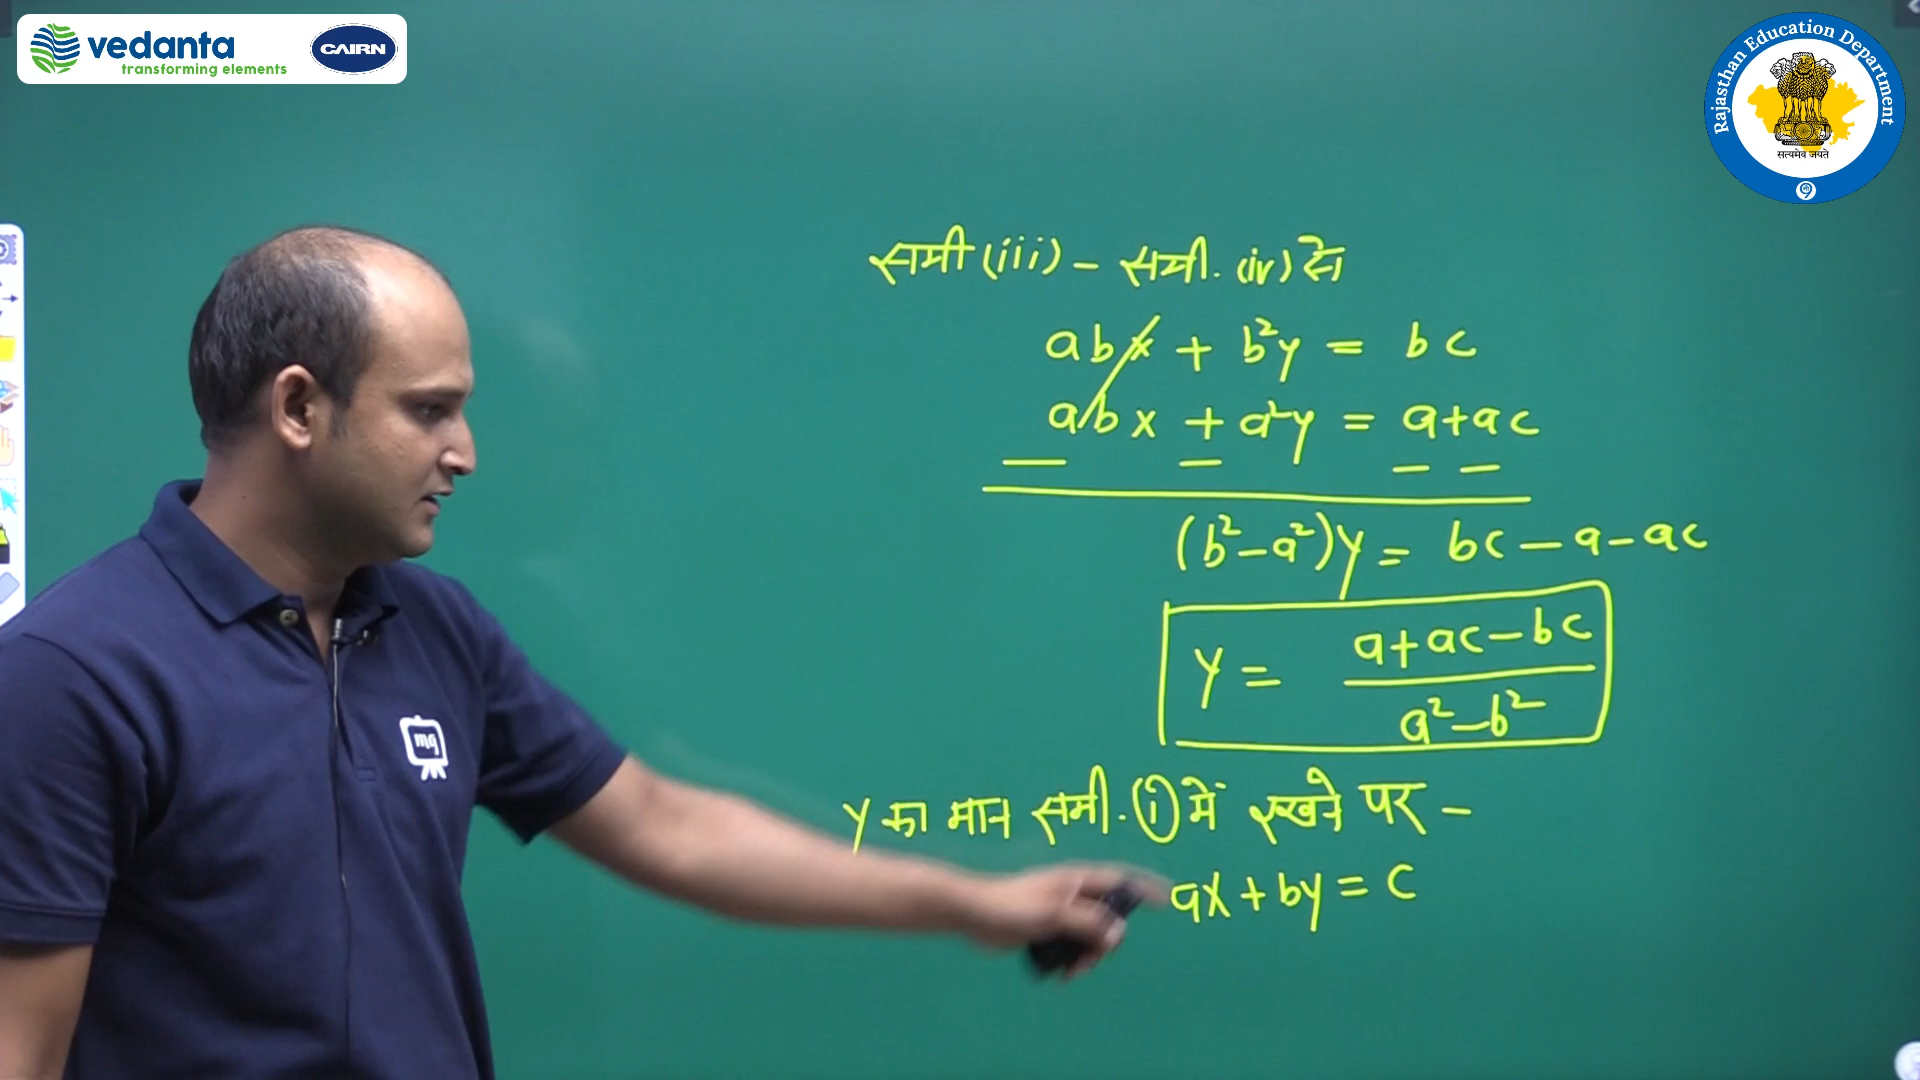 vedanta
transforming elements
CAIRN
Rajasthan Education Department
सत्यमेव जयते
समी (iii) - समी. (iv) से
abx + b²y = bc
abx + a²y = a+ac
— — — —
(b²-a²)y = bc-a-ac
y = a+ac-bc
a²-b²
y का मान समी. (i) में रखने पर -
ax+by = c
mg